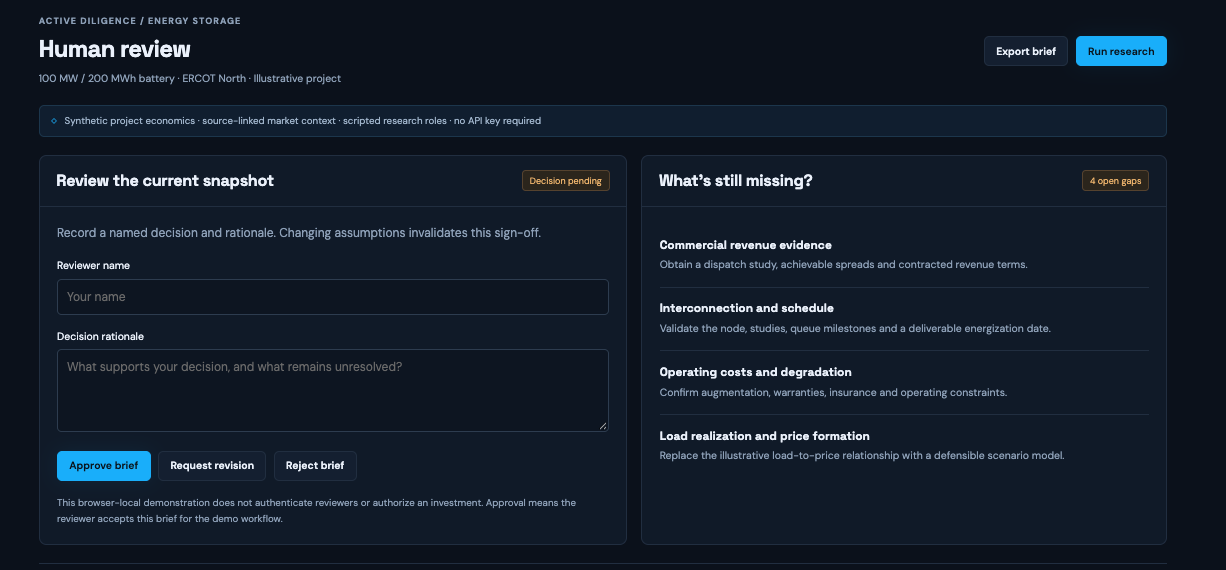 ACTIVE DILIGENCE / ENERGY STORAGE
Human review
100 MW / 200 MWh battery · ERCOT North · Illustrative project
Export brief
Run research
Synthetic project economics · source-linked market context · scripted research roles · no API key required
Review the current snapshot
Decision pending
Record a named decision and rationale. Changing assumptions invalidates this sign-off.
Reviewer name
Your name
Decision rationale
What supports your decision, and what remains unresolved?
Approve brief
Request revision
Reject brief
This browser-local demonstration does not authenticate reviewers or authorize an investment. Approval means the
reviewer accepts this brief for the demo workflow.
What's still missing?
4 open gaps
Commercial revenue evidence
Obtain a dispatch study, achievable spreads and contracted revenue terms.
Interconnection and schedule
Validate the node, studies, queue milestones and a deliverable energization date.
Operating costs and degradation
Confirm augmentation, warranties, insurance and operating constraints.
Load realization and price formation
Replace the illustrative load-to-price relationship with a defensible scenario model.